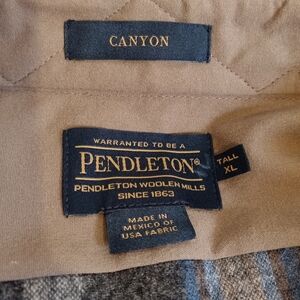 CANYON
WARRANTED TO BE A
PENDLETON®
PENDLETON WOOLEN MILLS
SINCE 1863
TALL
XL
MADE IN
MEXICO OF
USA FABRIC